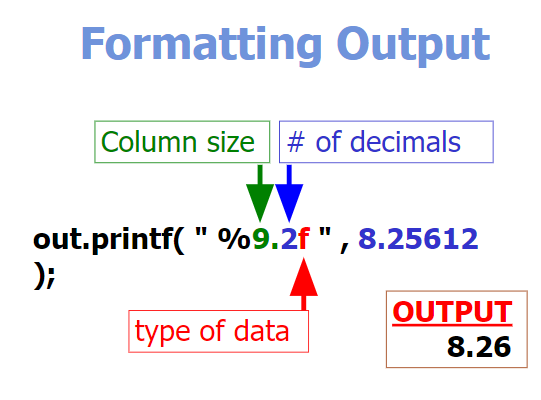 Formatting Output
Column size
# of decimals
out.printf( " %9.2f " , 8.25612
);
type of data
OUTPUT
8.26